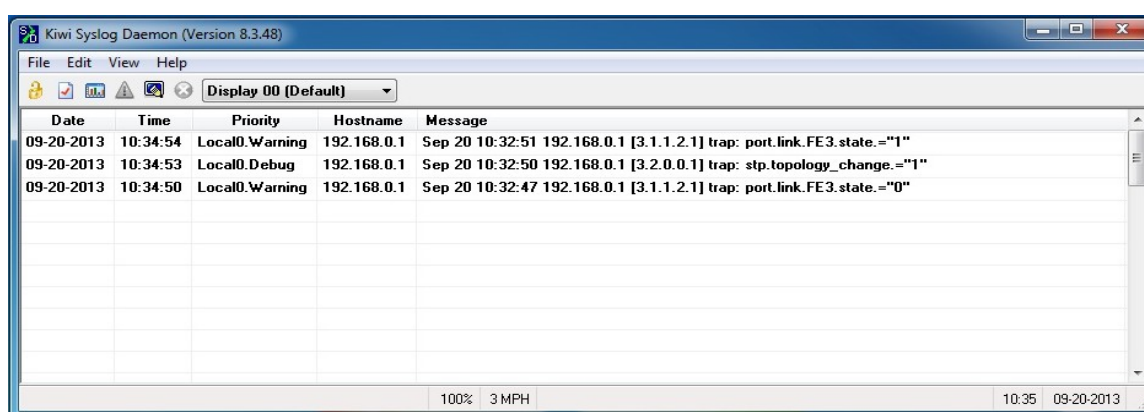 Kiwi Syslog Daemon (Version 8.3.48)
File Edit View Help
Display 00 (Default)
Date Time Priority Hostname Message
09-20-2013 10:34:54 Local0.Warning 192.168.0.1 Sep 20 10:32:51 192.168.0.1 [3.1.1.2.1] trap: port.link.FE3.state.="1"
09-20-2013 10:34:53 Local0.Debug 192.168.0.1 Sep 20 10:32:50 192.168.0.1 [3.2.0.0.1] trap: stp.topology_change.="1"
09-20-2013 10:34:50 Local0.Warning 192.168.0.1 Sep 20 10:32:47 192.168.0.1 [3.1.1.2.1] trap: port.link.FE3.state.="0"
100% 3 MPH 10:35 09-20-2013